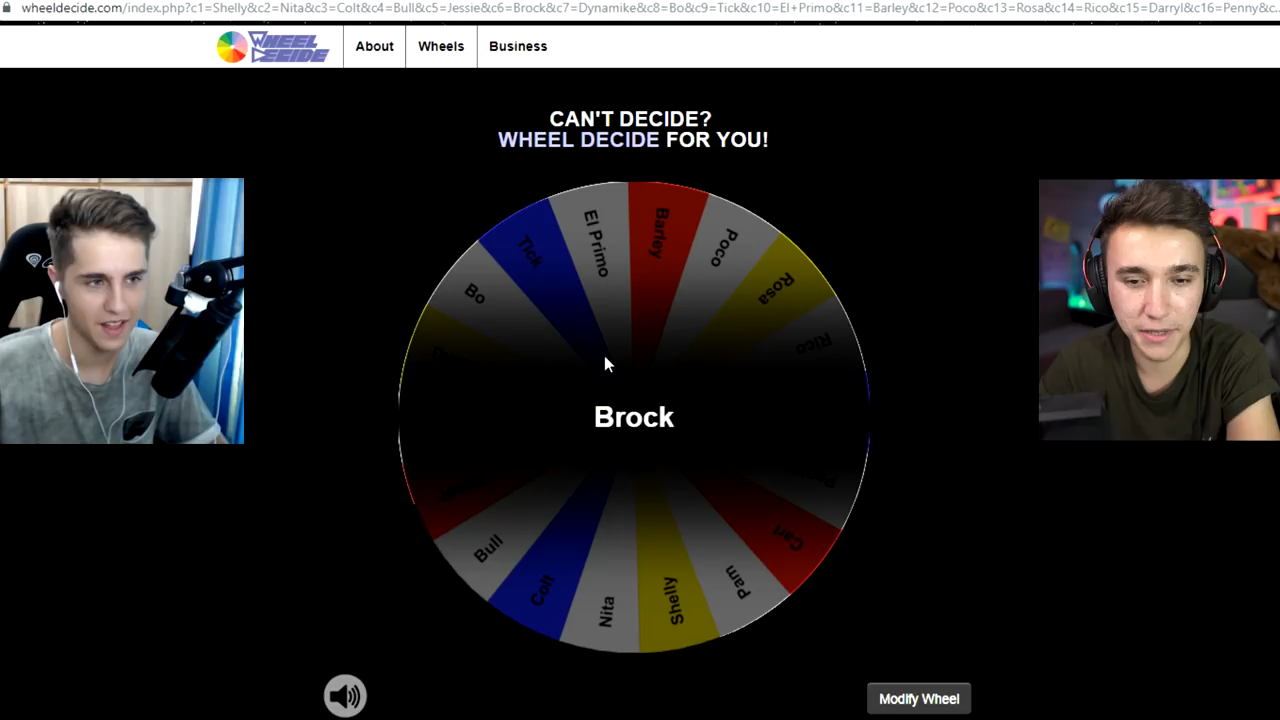 wheeldecide.com/index.php?c1=Shelly&c2=Nita&c3=Colt&c4=Bull&c5=Jessie&c6=Brock&c7=Dynamike&c8=Bo&c9=Tick&c10=El+Primo&c11=Barley&c12=Poco&c13=Rosa&c14=Rico&c15=Darryl&c16=Penny&c...
WHEEL DECIDE
About
Wheels
Business
CAN'T DECIDE?
WHEEL DECIDE FOR YOU!
El Primo
Barley
Poco
Tick
Rosa
Bo
Rico
Brock
Carl
Bull
Pam
Colt
Shelly
Nita
Modify Wheel